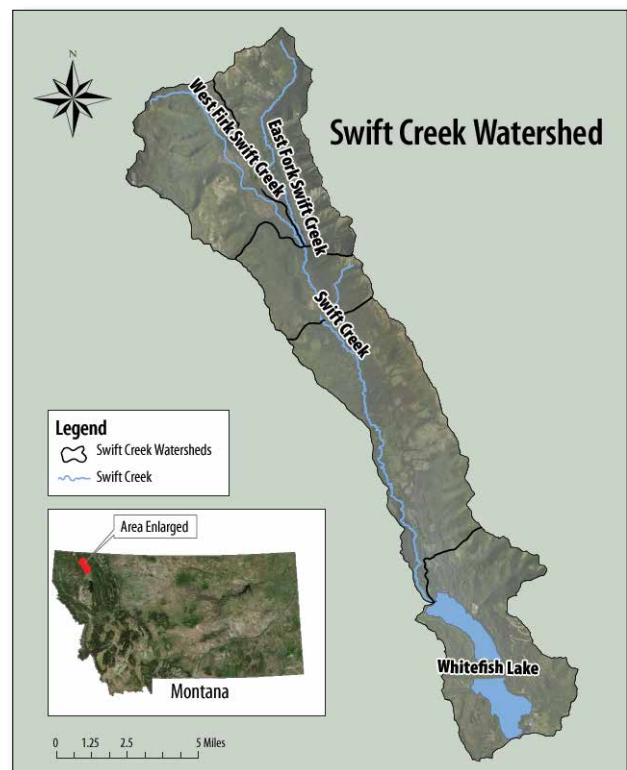 N
Swift Creek Watershed
West Firk Swift Creek
East Fork Swift Creek
Swift Creek
Legend
Swift Creek Watersheds
Swift Creek
Area Enlarged
Montana
Whitefish Lake
0 1.25 2.5 5 Miles